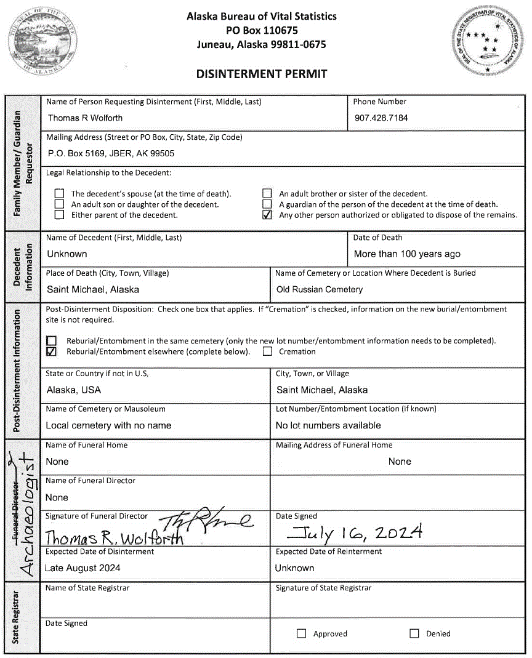 Alaska Bureau of Vital Statistics
PO Box 110675
Juneau, Alaska 99811-0675
DISINTERMENT PERMIT
Family Member/ Guardian Requestor
Name of Person Requesting Disinterment (First, Middle, Last)
Phone Number
Thomas R Wolforth
907.428.7184
Mailing Address (Street or PO Box, City, State, Zip Code)
P.O. Box 5169, JBER, AK 99505
Legal Relationship to the Decedent:
The decedent's spouse (at the time of death).
An adult brother or sister of the decedent.
An adult son or daughter of the decedent.
A guardian of the person of the decedent at the time of death.
Either parent of the decedent.
Any other person authorized or obligated to dispose of the remains.
Decedent Information
Name of Decedent (First, Middle, Last)
Date of Death
Unknown
More than 100 years ago
Place of Death (City, Town, Village)
Name of Cemetery or Location Where Decedent is Buried
Saint Michael, Alaska
Old Russian Cemetery
Post-Disinterment Information
Post-Disinterment Disposition: Check one box that applies. If "Cremation" is checked, information on the new burial/entombment
site is not required.
Reburial/Entombment in the same cemetery (only the new lot number/entombment information needs to be completed).
Reburial/Entombment elsewhere (complete below).
Cremation
State or Country if not in U.S,
City, Town, or Village
Alaska, USA
Saint Michael, Alaska
Name of Cemetery or Mausoleum
Lot Number/Entombment Location (if known)
Local cemetery with no name
No lot numbers available
Funeral Director
Archaeologist
Name of Funeral Home
Mailing Address of Funeral Home
None
None
Name of Funeral Director
None
Signature of Funeral Director
Date Signed
Thomas R. Wolforth
July 16, 2024
Expected Date of Disinterment
Expected Date of Reinterment
Late August 2024
Unknown
State Registrar
Name of State Registrar
Signature of State Registrar
Date Signed
Approved
Denied